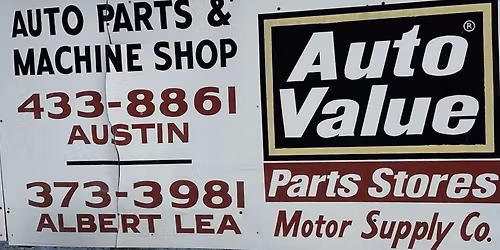 AUTO PARTS &
MACHINE SHOP
433-8861
AUSTIN
373-3981
ALBERT LEA
Auto ®
Value
Parts Stores
Motor Supply Co.